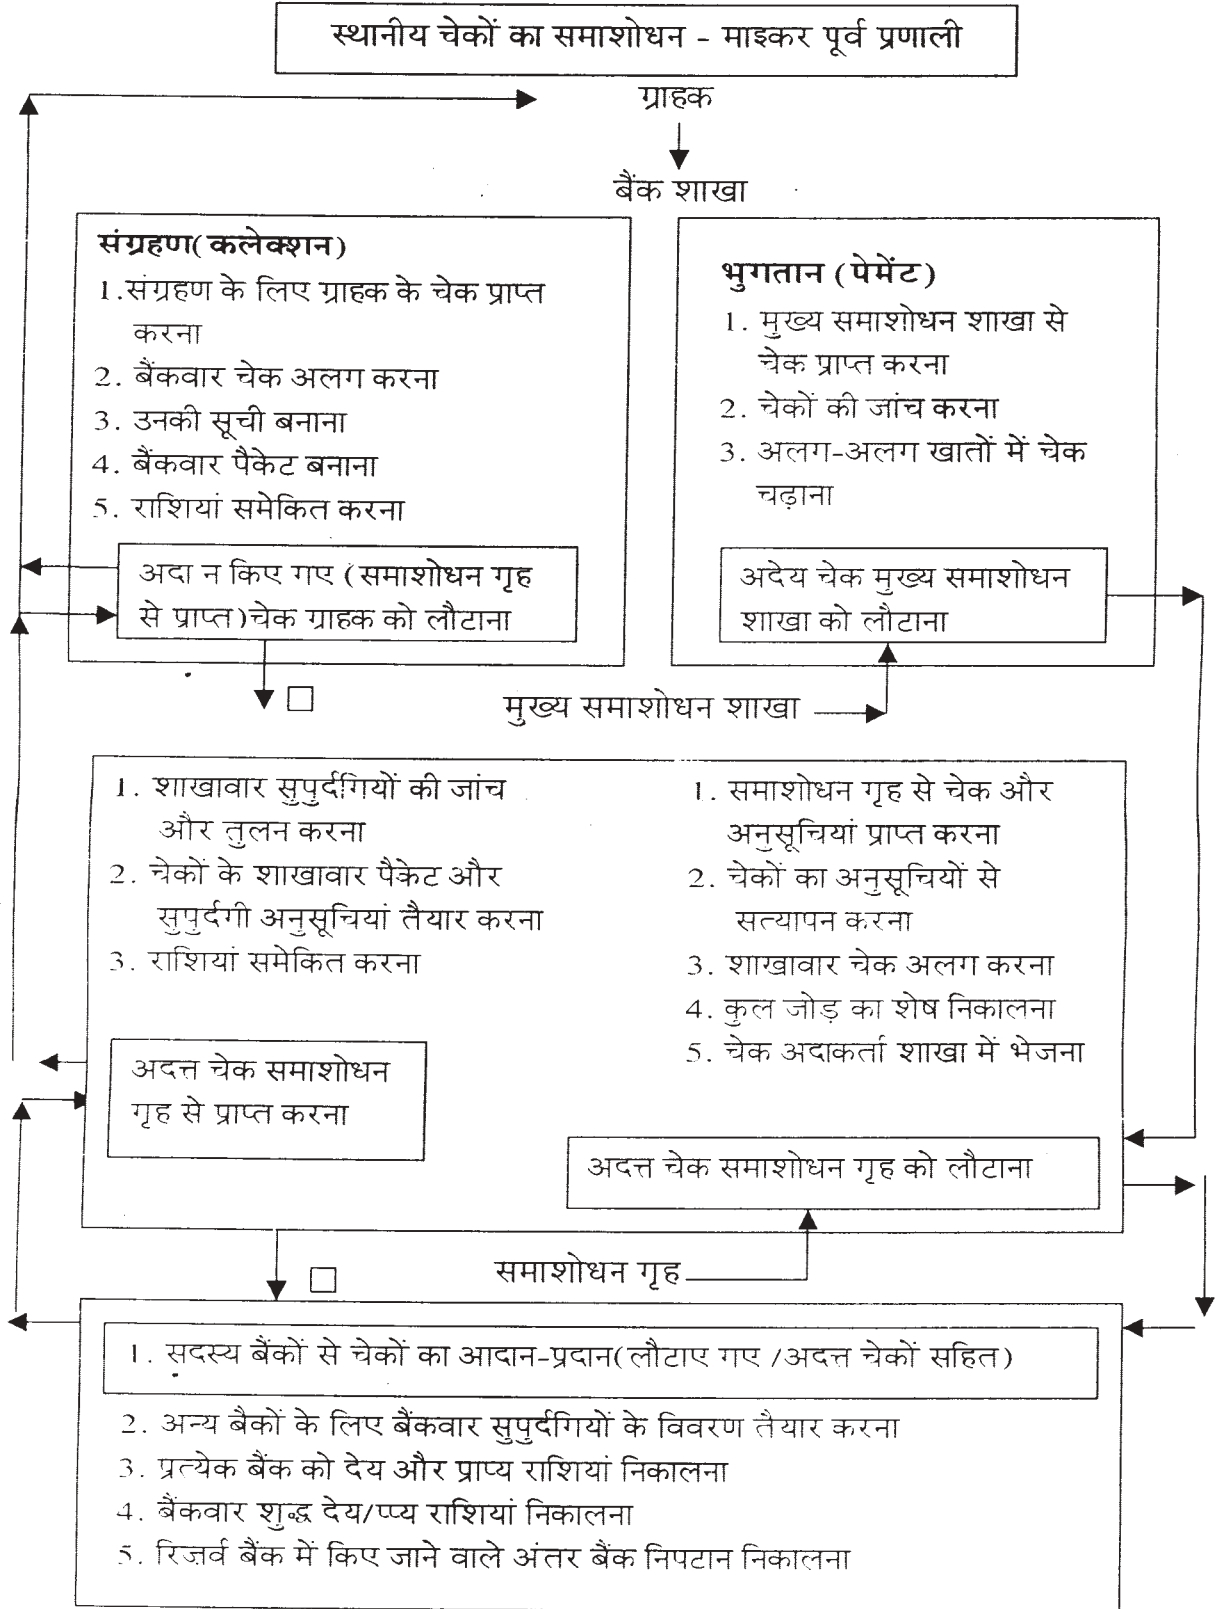 स्थानीय चेकों का समाशोधन - माइकर पूर्व प्रणाली
ग्राहक
बैंक शाखा
संग्रहण(कलेक्शन)
1.संग्रहण के लिए ग्राहक के चेक प्राप्त
करना
2. बैंकवार चेक अलग करना
3. उनकी सूची बनाना
4. बैंकवार पैकेट बनाना
5. राशियां समेकित करना
अदा न किए गए (समाशोधन गृह
से प्राप्त)चेक ग्राहक को लौटाना
भुगतान (पेमेंट)
1. मुख्य समाशोधन शाखा से
चेक प्राप्त करना
2. चेकों की जांच करना
3. अलग-अलग खातों में चेक
चढ़ाना
अदेय चेक मुख्य समाशोधन
शाखा को लौटाना
मुख्य समाशोधन शाखा
1. शाखावार सुपुर्दगियों की जांच
और तुलन करना
2. चेकों के शाखावार पैकेट और
सुपुर्दगी अनुसूचियां तैयार करना
3. राशियां समेकित करना
अदत्त चेक समाशोधन
गृह से प्राप्त करना
1. समाशोधन गृह से चेक और
अनुसूचियां प्राप्त करना
2. चेकों का अनुसूचियों से
सत्यापन करना
3. शाखावार चेक अलग करना
4. कुल जोड़ का शेष निकालना
5. चेक अदाकर्ता शाखा में भेजना
अदत्त चेक समाशोधन गृह को लौटाना
समाशोधन गृह
1. सदस्य बैंकों से चेकों का आदान-प्रदान(लौटाए गए /अदत्त चेकों सहित)
2. अन्य बैकों के लिए बैंकवार सुपुर्दगियों के विवरण तैयार करना
3. प्रत्येक बैंक को देय और प्राप्य राशियां निकालना
4. बैंकवार शुद्ध देय/प्प्य राशियां निकालना
5. रिज़र्व बैंक में किए जाने वाले अंतर बैंक निपटान निकालना